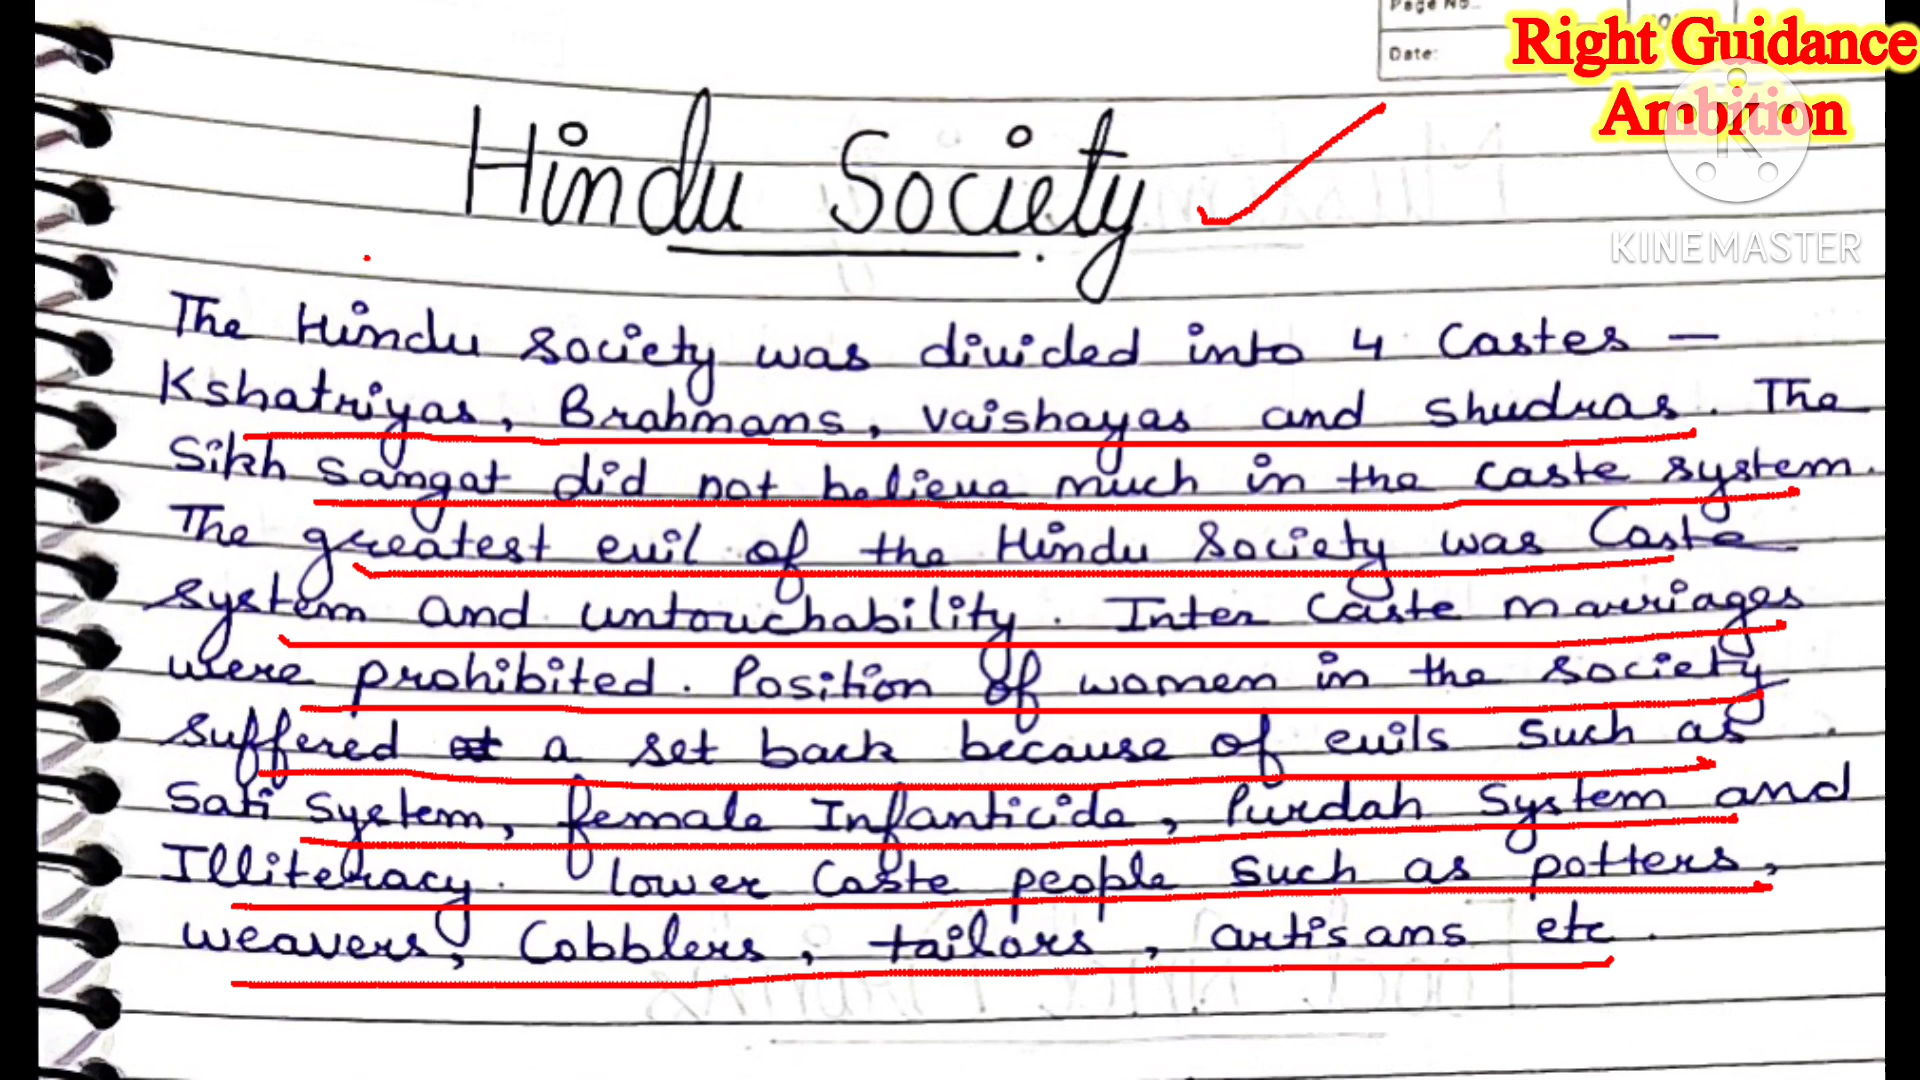 Page No.
Date:
Right Guidance
Ambition
KINEMASTER
Hindu Society
The Hindu society was divided into 4 Castes —
Kshatriyas, Brahmans, Vaishayas and Shudras. The
Sikh Sangat did not believe much in the caste system.
The greatest evil of the Hindu Society was Caste
system and untouchability. Inter Caste marriages
were prohibited. Position of women in the society
suffered a set back because of evils such as
Sati System, female Infanticide, Purdah System and
Illiteracy. lower Caste people such as potters,
weavers, Cobblers, tailors, artisans etc.